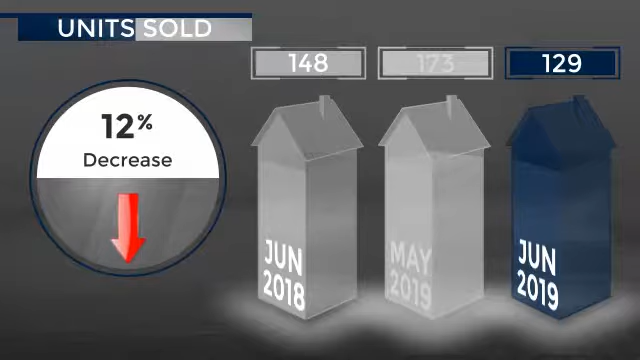 UNITS SOLD
148
173
129
12%
Decrease
JUN
2018
MAY
2019
JUN
2019